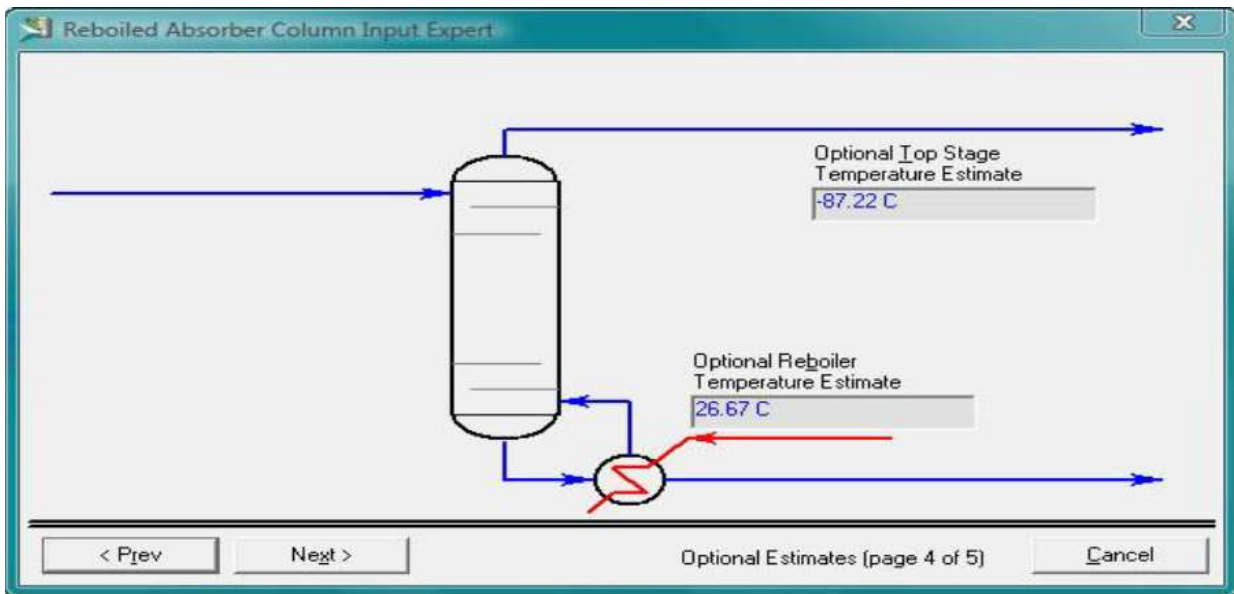 Reboiled Absorber Column Input Expert
Optional Top Stage
Temperature Estimate
-87.22 C
Optional Reboiler
Temperature Estimate
26.67 C
< Prev
Next >
Optional Estimates (page 4 of 5)
Cancel